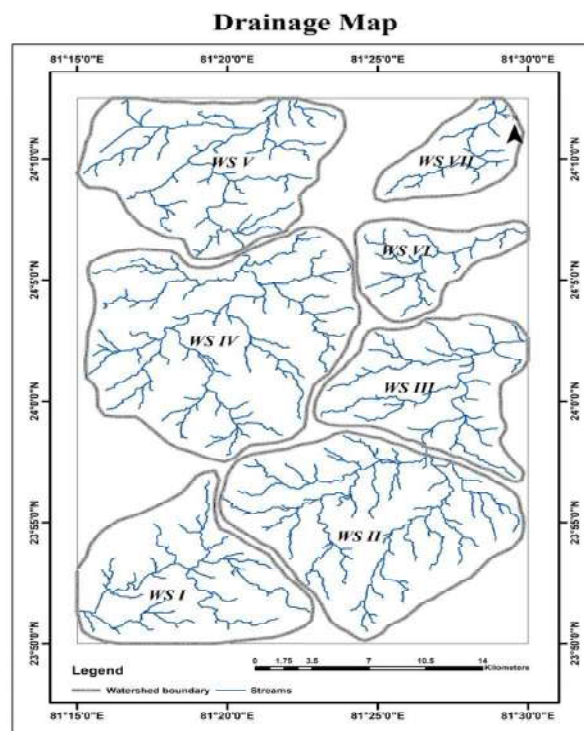 Drainage Map
81°15'0"E 81°20'0"E 81°25'0"E 81°30'0"E
24°10'0"N WS V WS VII 24°10'0"N
WS VI
24°5'0"N 24°5'0"N
WS IV
WS III
24°0'0"N 24°0'0"N
23°55'0"N 23°55'0"N
WS II
WS I
23°50'0"N 23°50'0"N
Legend
0 1.75 3.5 7 10.5 14
Kilometers
Watershed boundary Streams
81°15'0"E 81°20'0"E 81°25'0"E 81°30'0"E